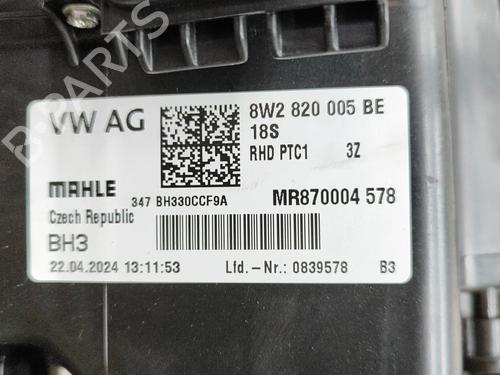 VW AG
8W2 820 005 BE
18S
RHD PTC1 3Z
MAHLE
347 BH330CCF9A
MR870004 578
Czech Republic
BH3
22.04.2024 13:11:53
Lfd.-Nr.: 0839578 B3
B-PARTS